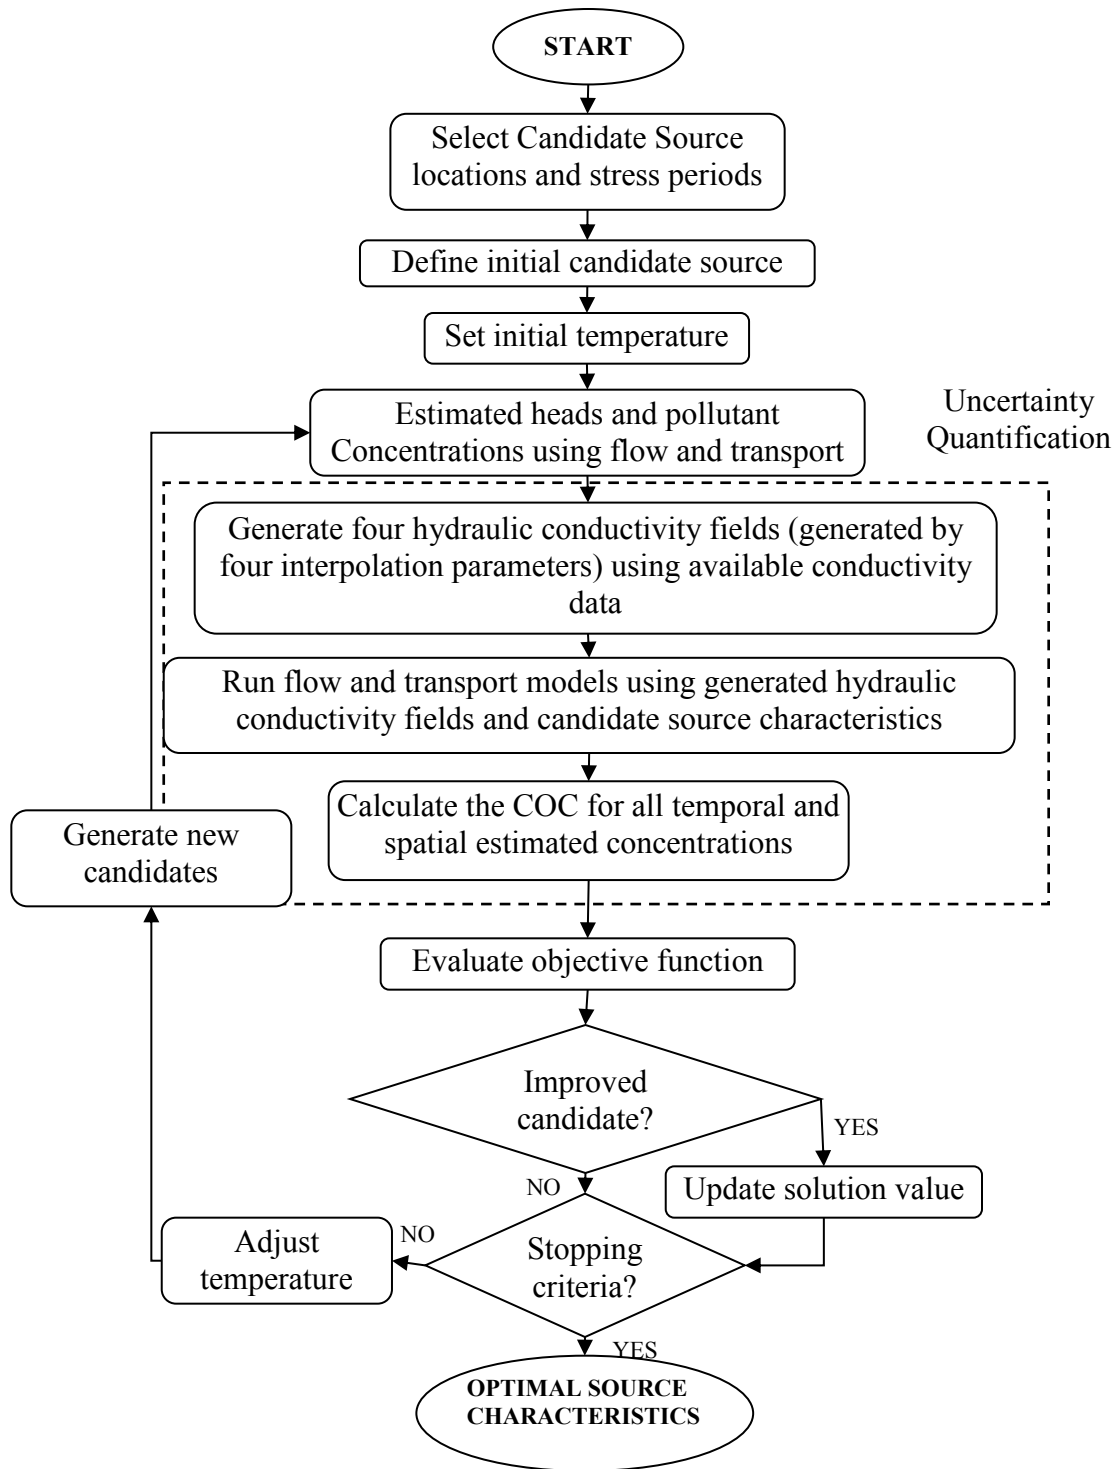 START
Select Candidate Source
locations and stress periods
Define initial candidate source
Set initial temperature
Estimated heads and pollutant
Concentrations using flow and transport
Uncertainty
Quantification
Generate four hydraulic conductivity fields (generated by
four interpolation parameters) using available conductivity
data
Run flow and transport models using generated hydraulic
conductivity fields and candidate source characteristics
Calculate the COC for all temporal and
spatial estimated concentrations
Generate new
candidates
Evaluate objective function
Improved
candidate?
YES
NO
Update solution value
Stopping
criteria?
NO
Adjust
temperature
YES
OPTIMAL SOURCE
CHARACTERISTICS